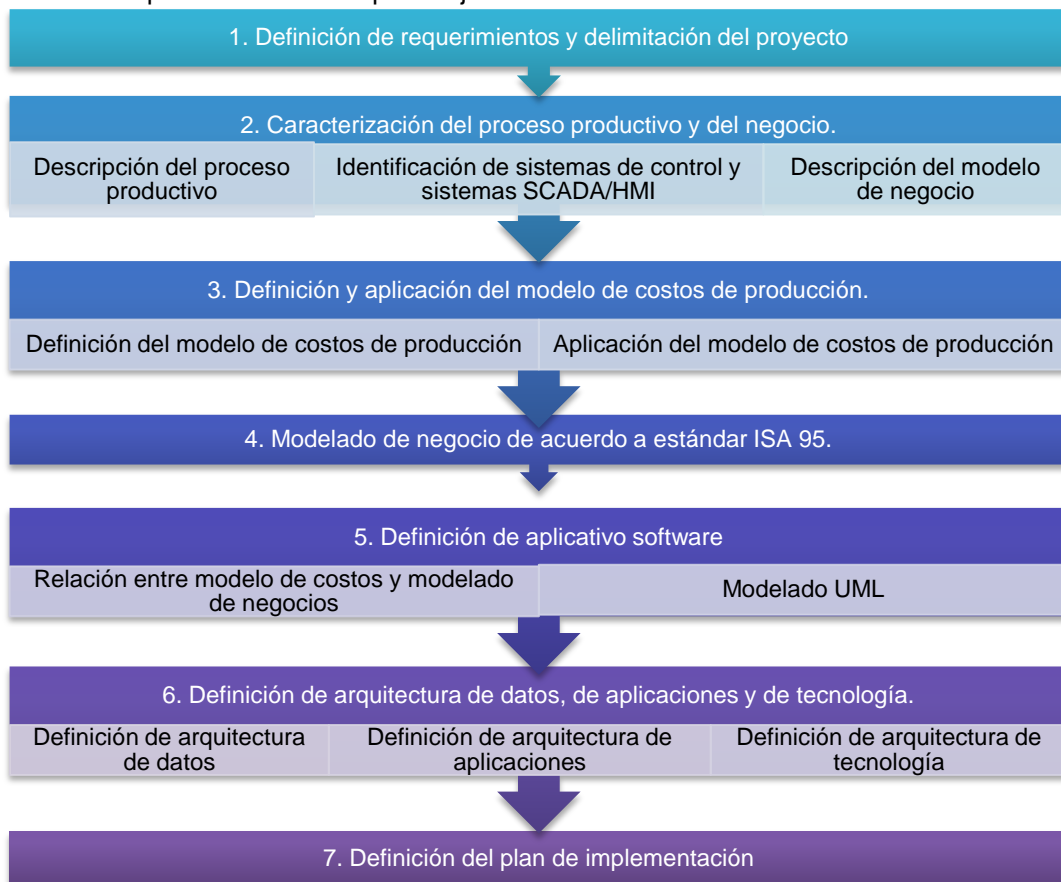 1. Definición de requerimientos y delimitación del proyecto
2. Caracterización del proceso productivo y del negocio.
Descripción del proceso
productivo
Identificación de sistemas de control y
sistemas SCADA/HMI
Descripción del modelo
de negocio
3. Definición y aplicación del modelo de costos de producción.
Definición del modelo de costos de producción
Aplicación del modelo de costos de producción
4. Modelado de negocio de acuerdo a estándar ISA 95.
5. Definición de aplicativo software
Relación entre modelo de costos y modelado
de negocios
Modelado UML
6. Definición de arquitectura de datos, de aplicaciones y de tecnología.
Definición de arquitectura
de datos
Definición de arquitectura de
aplicaciones
Definición de arquitectura de
tecnología
7. Definición del plan de implementación